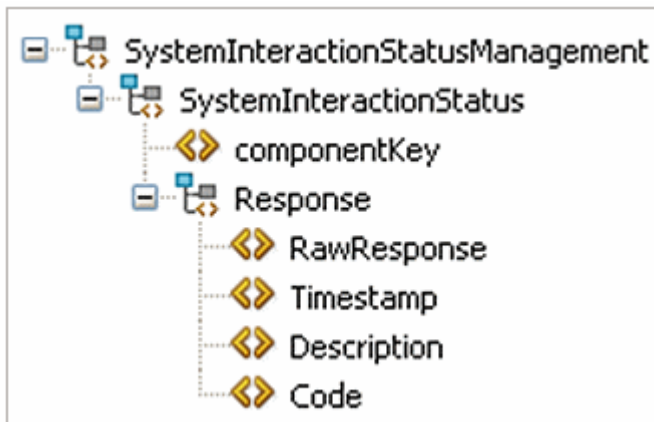 SystemInteractionStatusManagement
SystemInteractionStatus
componentKey
Response
RawResponse
Timestamp
Description
Code